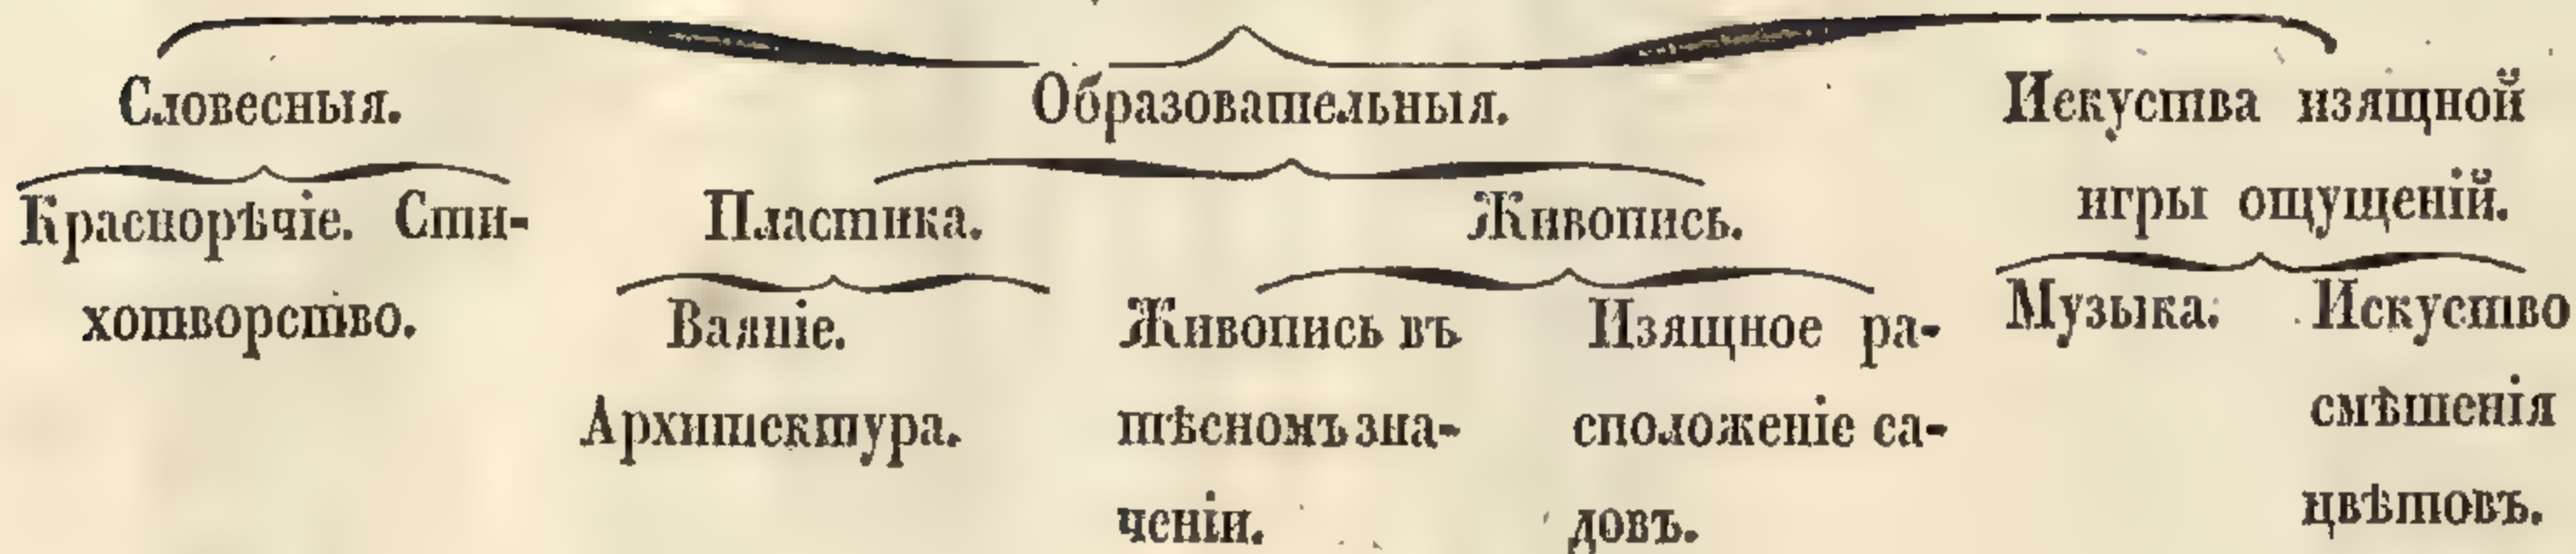 Словесныя.
Образовательныя.
Искуства изящной
игры ощущеній.
Краснорѣчіе. Сти-
хотворство.
Пластика.
Живопись.
Ваяніе.
Архитектура.
Живопись въ
тѣсномъ зна-
ченіи.
Изящное ра-
сположеніе са-
довъ.
Музыка.
Искуство
смѣшенія
цвѣтовъ.